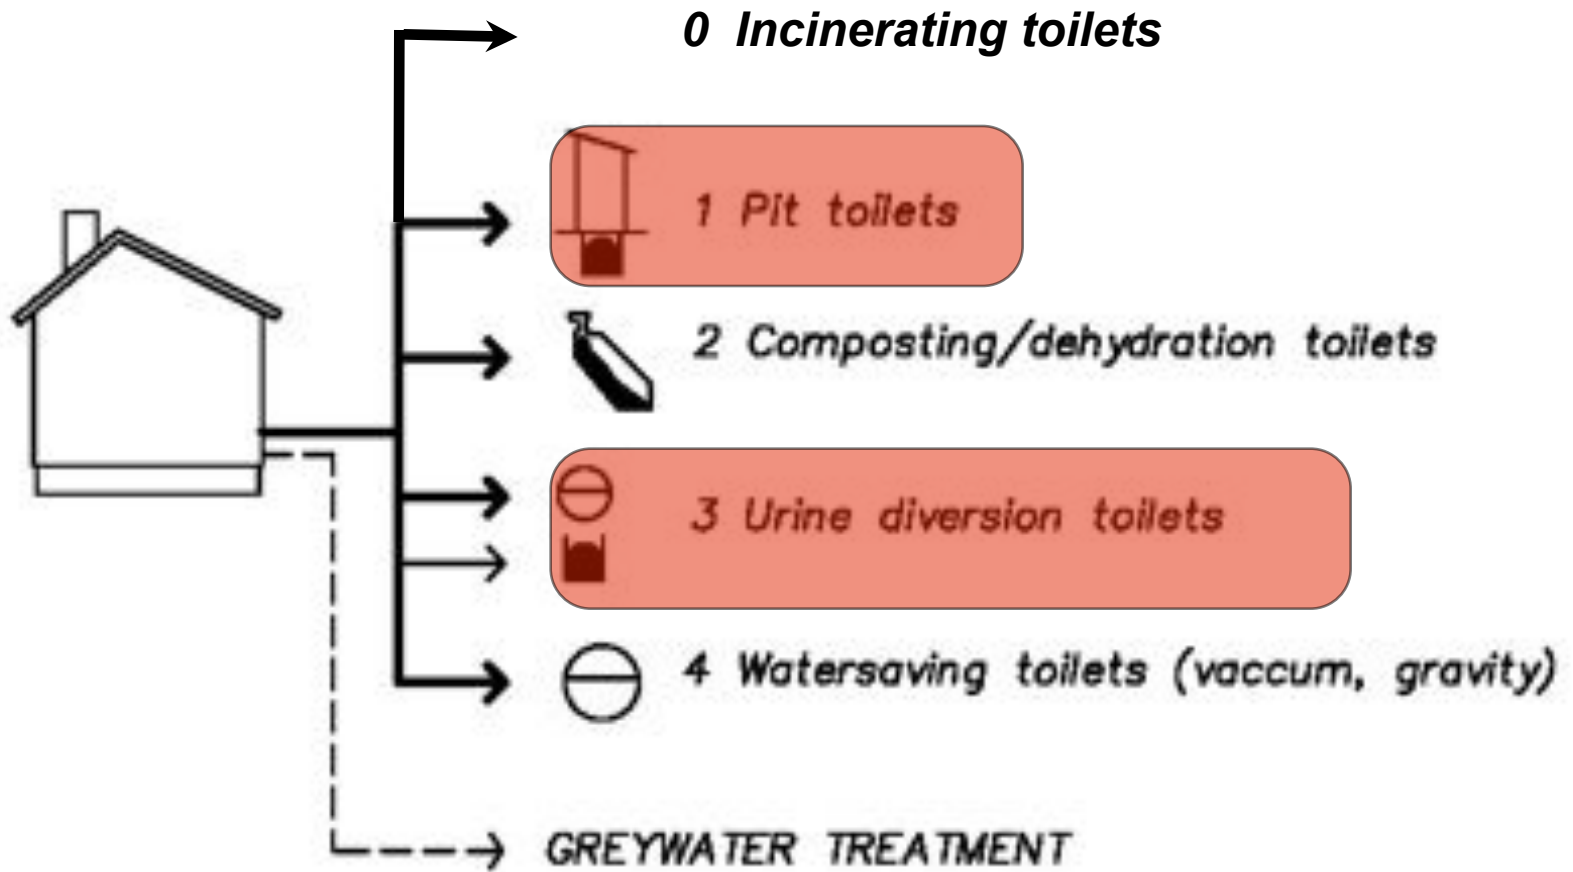 0 Incinerating toilets
1 Pit toilets
2 Composting/dehydration toilets
3 Urine diversion toilets
4 Watersaving toilets (vaccum, gravity)
GREYWATER TREATMENT